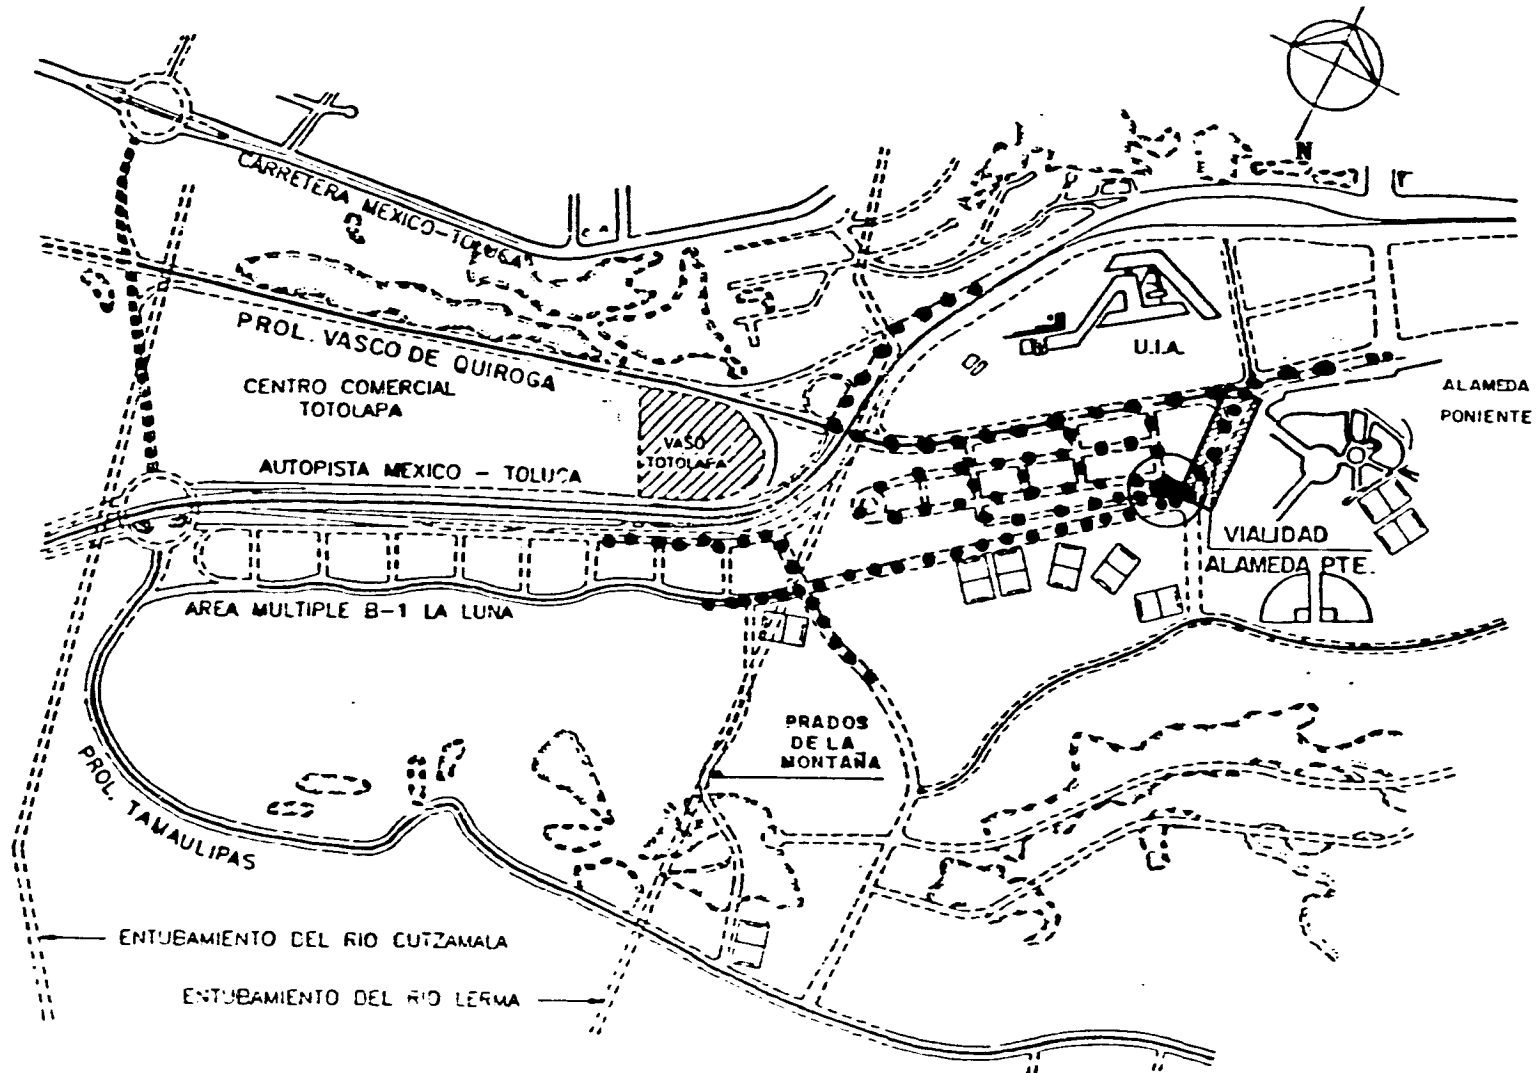 N
CARRETERA MEXICO-TOLUCA
PROL. VASCO DE QUIROGA
U.I.A.
CENTRO COMERCIAL
TOTOLAPA
ALAMEDA
PONIENTE
VASO
TOTOLAPA
AUTOPISTA MEXICO - TOLUCA
VIALIDAD
ALAMEDA PTE.
AREA MULTIPLE B-1 LA LUNA
PRADOS
DE LA
MONTAÑA
PROL. TAMAULIPAS
ENTUBAMIENTO DEL RIO CUTZAMALA
ENTUBAMIENTO DEL RIO LERMA